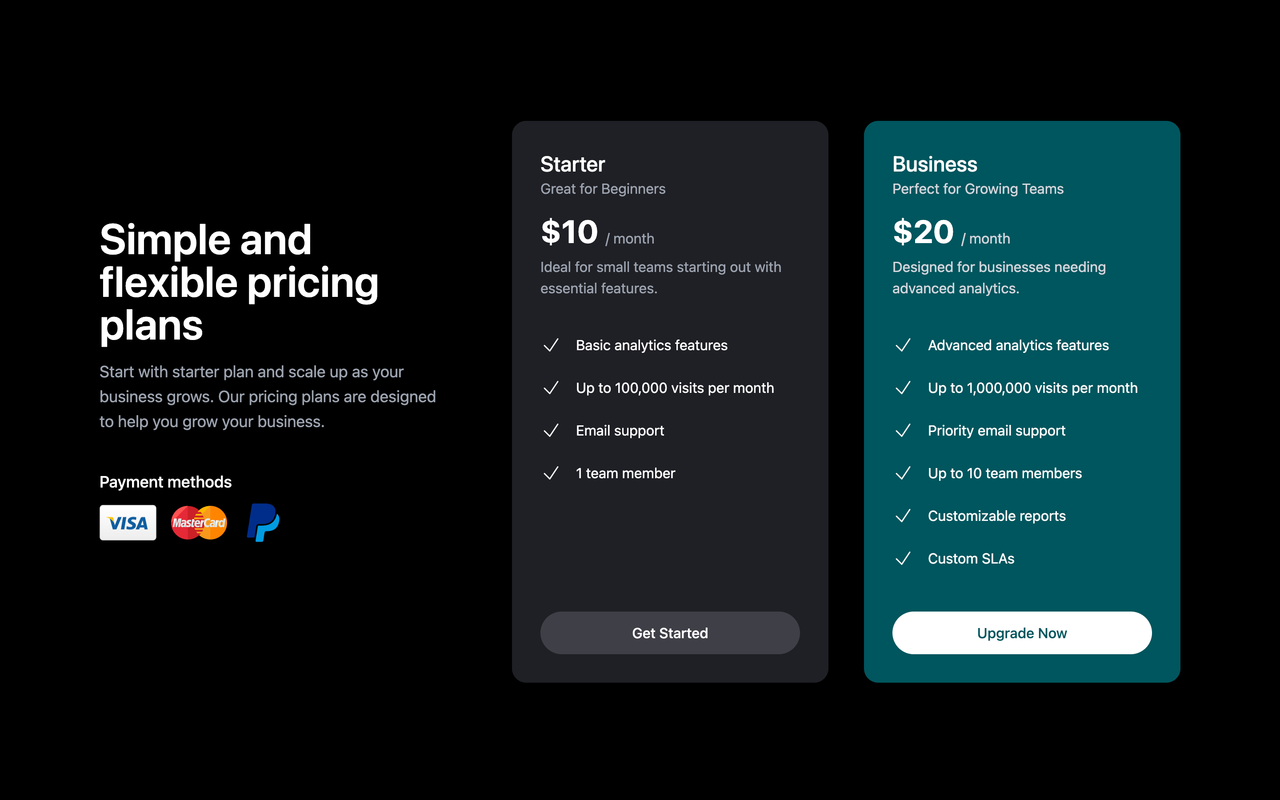 Simple and
flexible pricing
plans
Start with starter plan and scale up as your
business grows. Our pricing plans are designed
to help you grow your business.
Payment methods
VISA
MasterCard
Starter
Great for Beginners
$10 / month
Ideal for small teams starting out with
essential features.
Basic analytics features
Up to 100,000 visits per month
Email support
1 team member
Get Started
Business
Perfect for Growing Teams
$20 / month
Designed for businesses needing
advanced analytics.
Advanced analytics features
Up to 1,000,000 visits per month
Priority email support
Up to 10 team members
Customizable reports
Custom SLAs
Upgrade Now